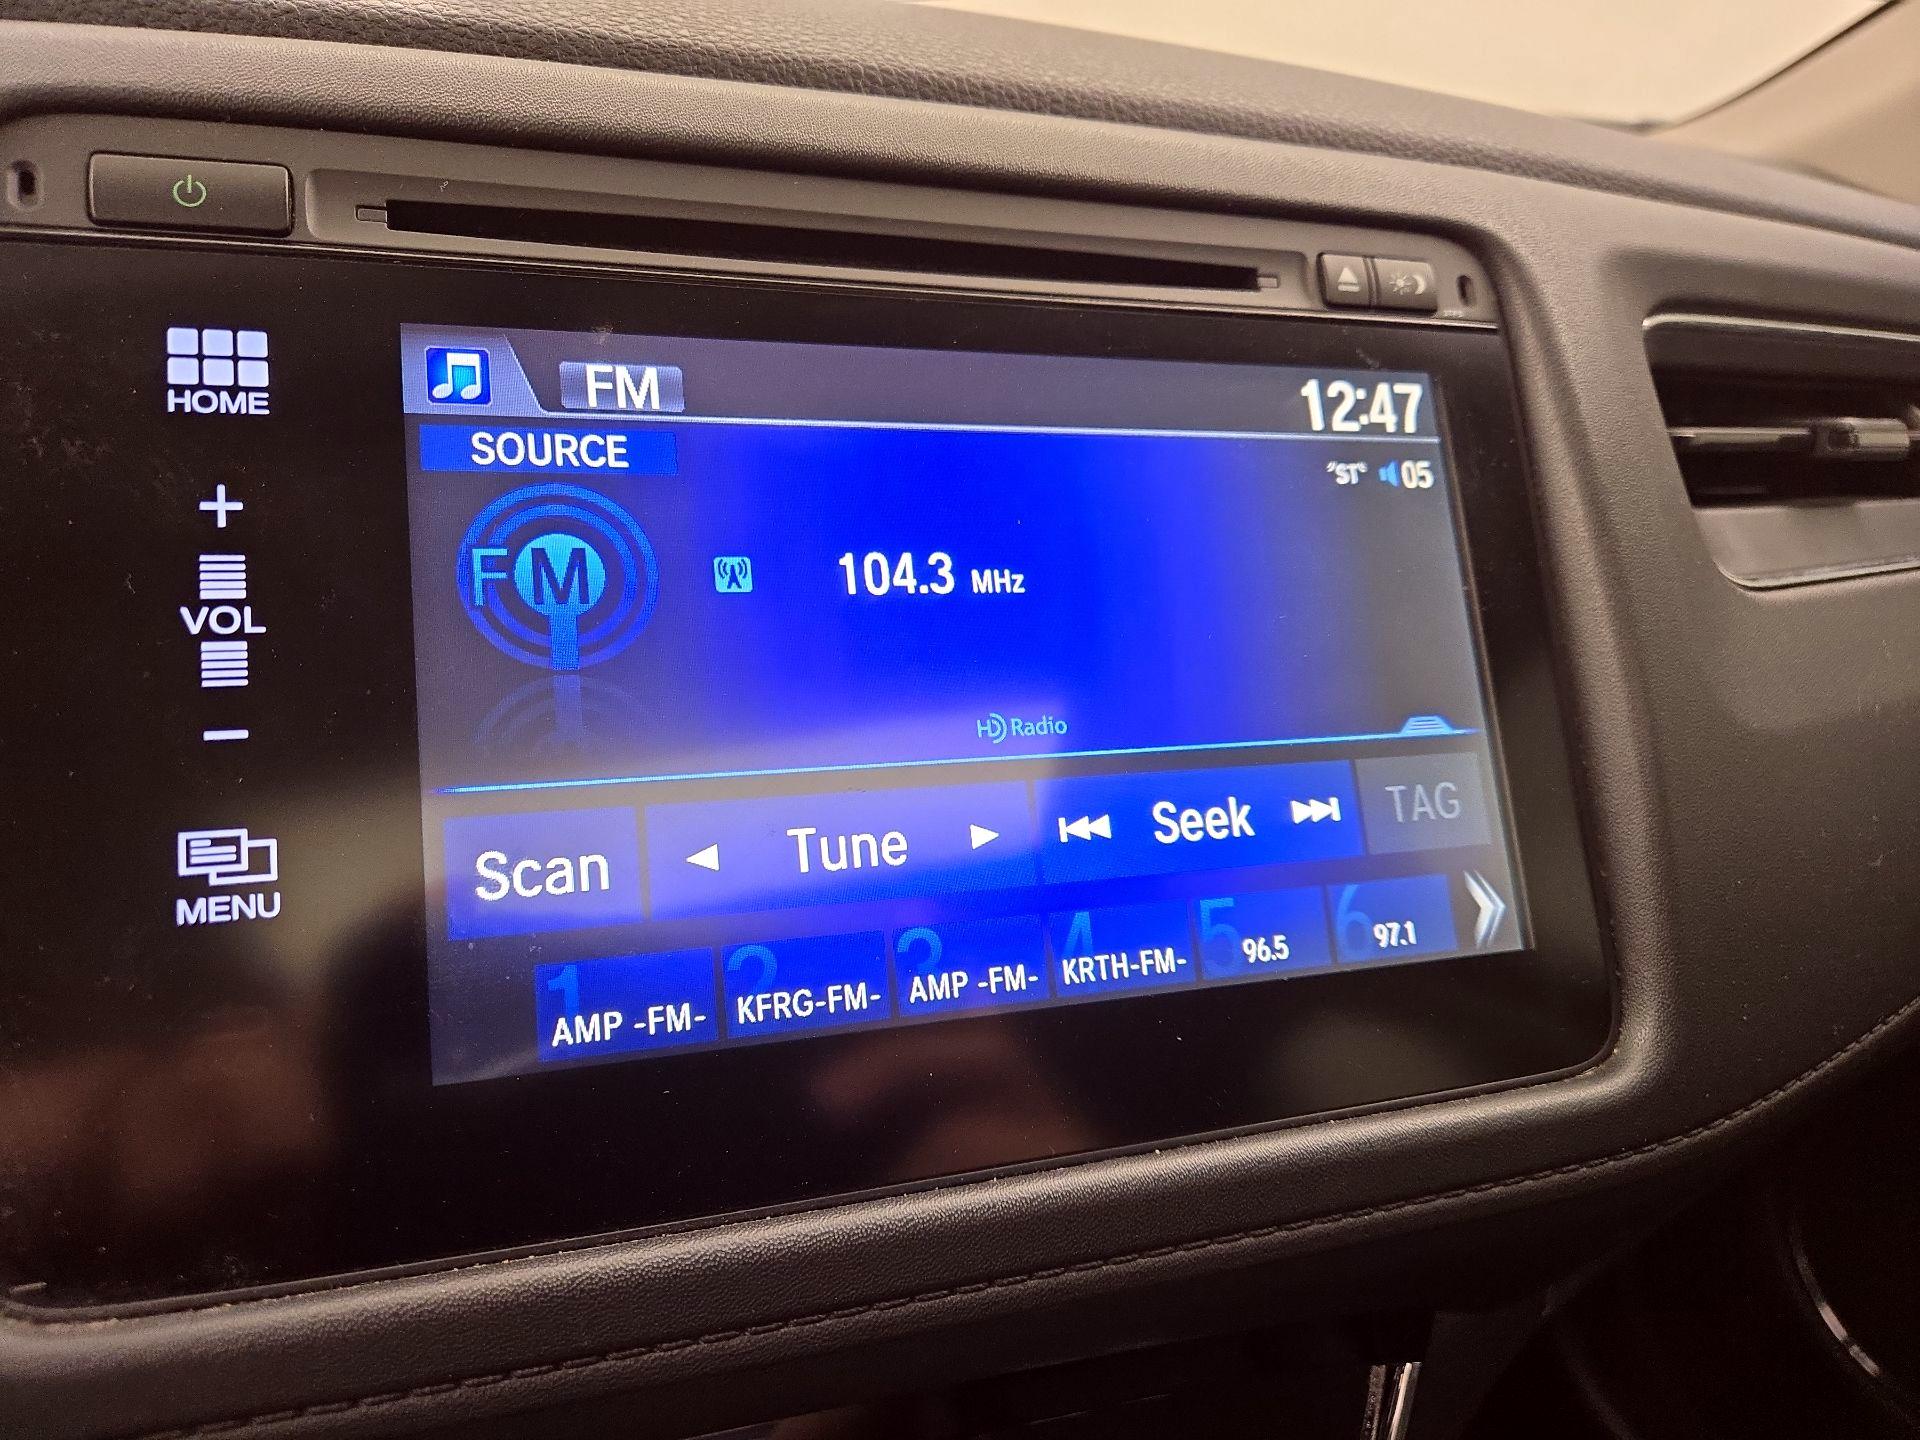 HOME
+
VOL
−
MENU
FM
12:47
SOURCE
"ST" 05
FM
104.3 MHz
HD Radio
Scan
Tune
Seek
TAG
1 AMP -FM-
2 KFRG-FM-
3 AMP -FM-
4 KRTH-FM-
5 96.5
6 97.1